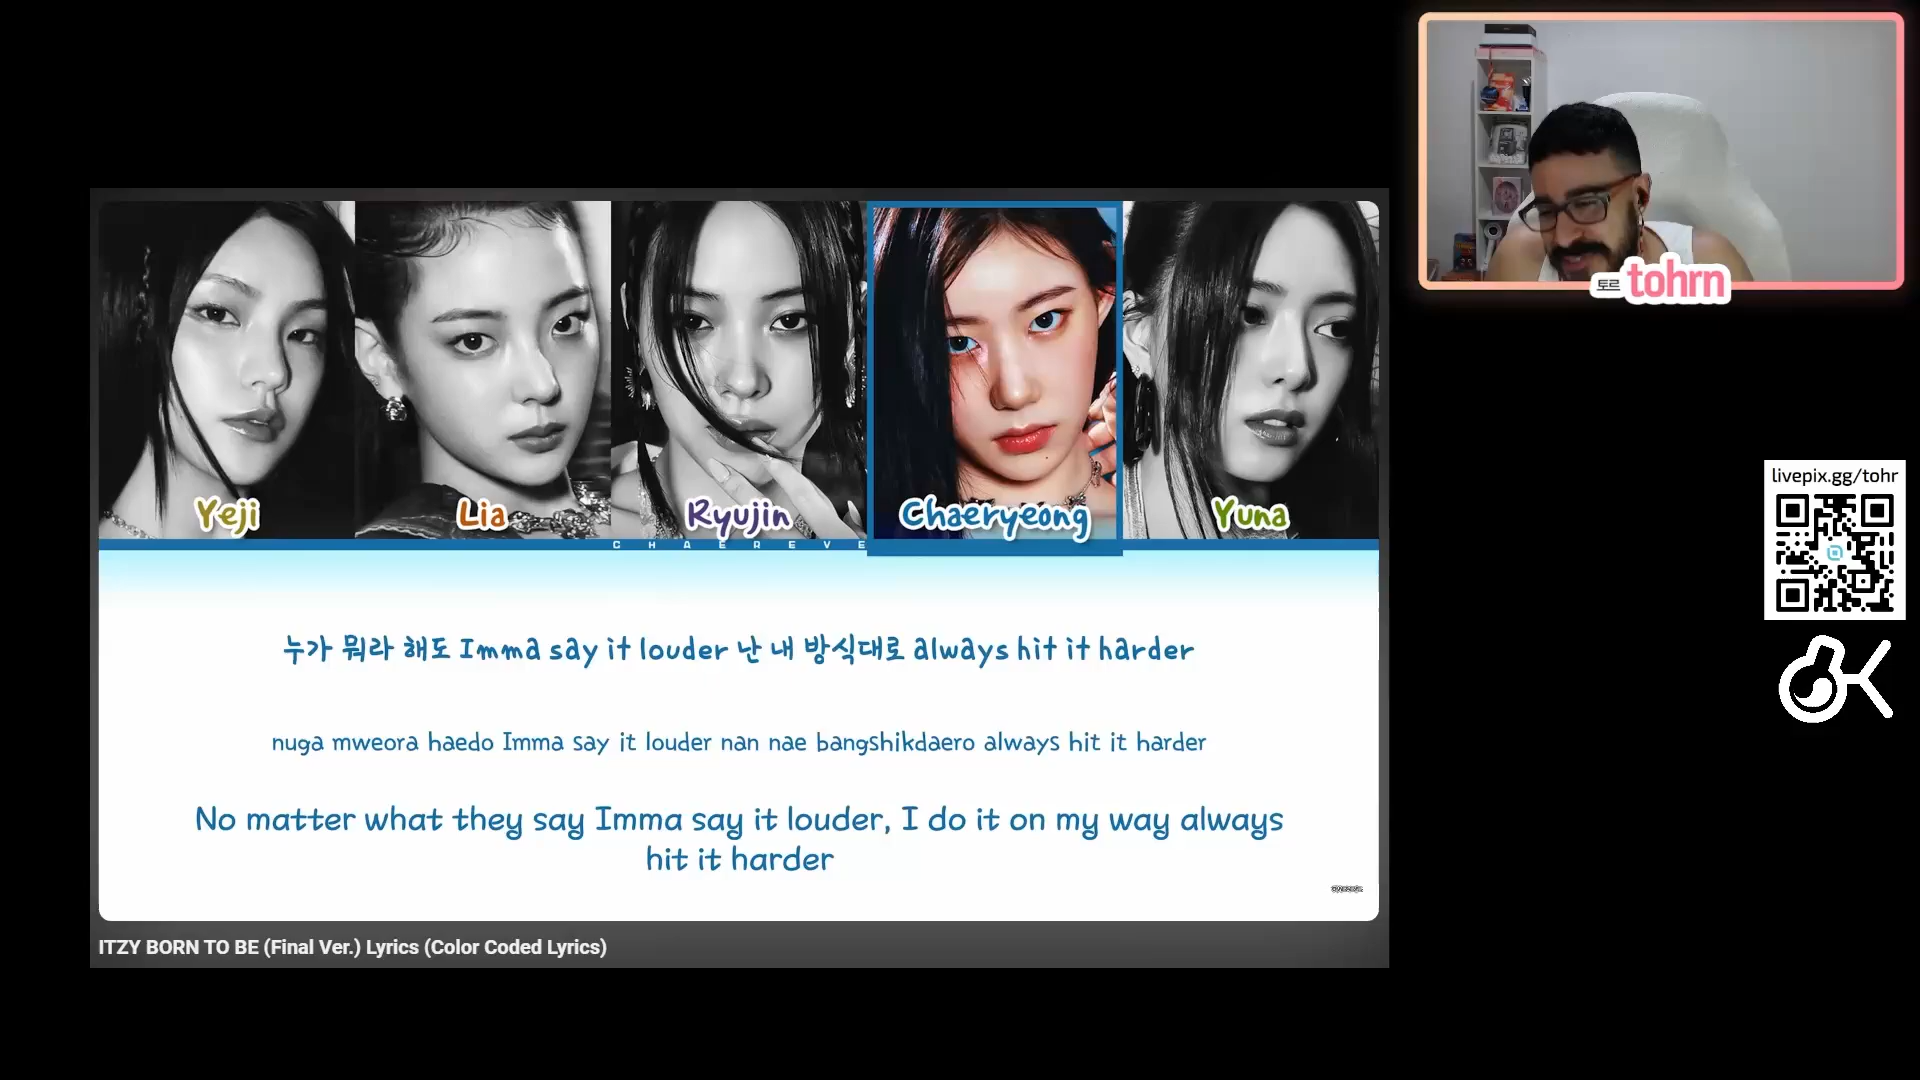 livepix.gg/tohr
토르 tohrn
Yeji
Lia
Ryujin
Chaeryeong
Yuna
CHAEREVE
누가 뭐라 해도 Imma say it louder 난 내 방식대로 always hit it harder
nuga mweora haedo Imma say it louder nan nae bangshikdaero always hit it harder
No matter what they say Imma say it louder, I do it on my way always
hit it harder
ITZY BORN TO BE (Final Ver.) Lyrics (Color Coded Lyrics)